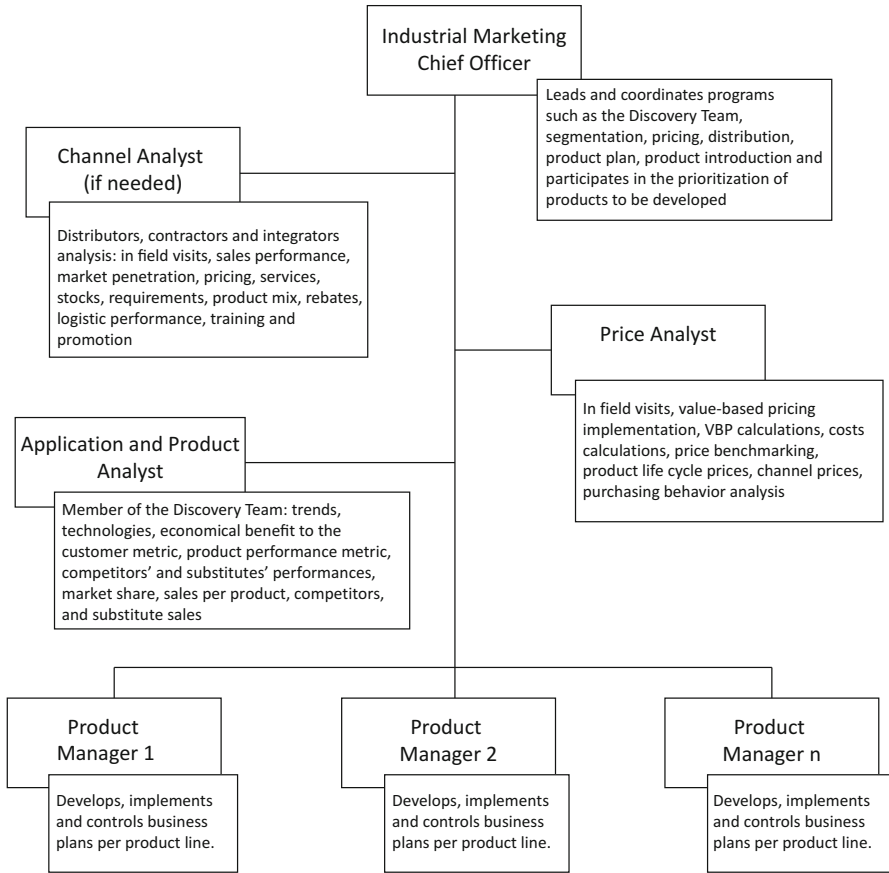 Industrial Marketing
Chief Officer
Leads and coordinates programs
such as the Discovery Team,
segmentation, pricing, distribution,
product plan, product introduction and
participates in the prioritization of
products to be developed
Channel Analyst
(if needed)
Distributors, contractors and integrators
analysis: in field visits, sales performance,
market penetration, pricing, services,
stocks, requirements, product mix, rebates,
logistic performance, training and
promotion
Price Analyst
In field visits, value-based pricing
implementation, VBP calculations, costs
calculations, price benchmarking,
product life cycle prices, channel prices,
purchasing behavior analysis
Application and Product
Analyst
Member of the Discovery Team: trends,
technologies, economical benefit to the
customer metric, product performance metric,
competitors’ and substitutes’ performances,
market share, sales per product, competitors,
and substitute sales
Product
Manager 1
Develops, implements
and controls business
plans per product line.
Product
Manager 2
Develops, implements
and controls business
plans per product line.
Product
Manager n
Develops, implements
and controls business
plans per product line.